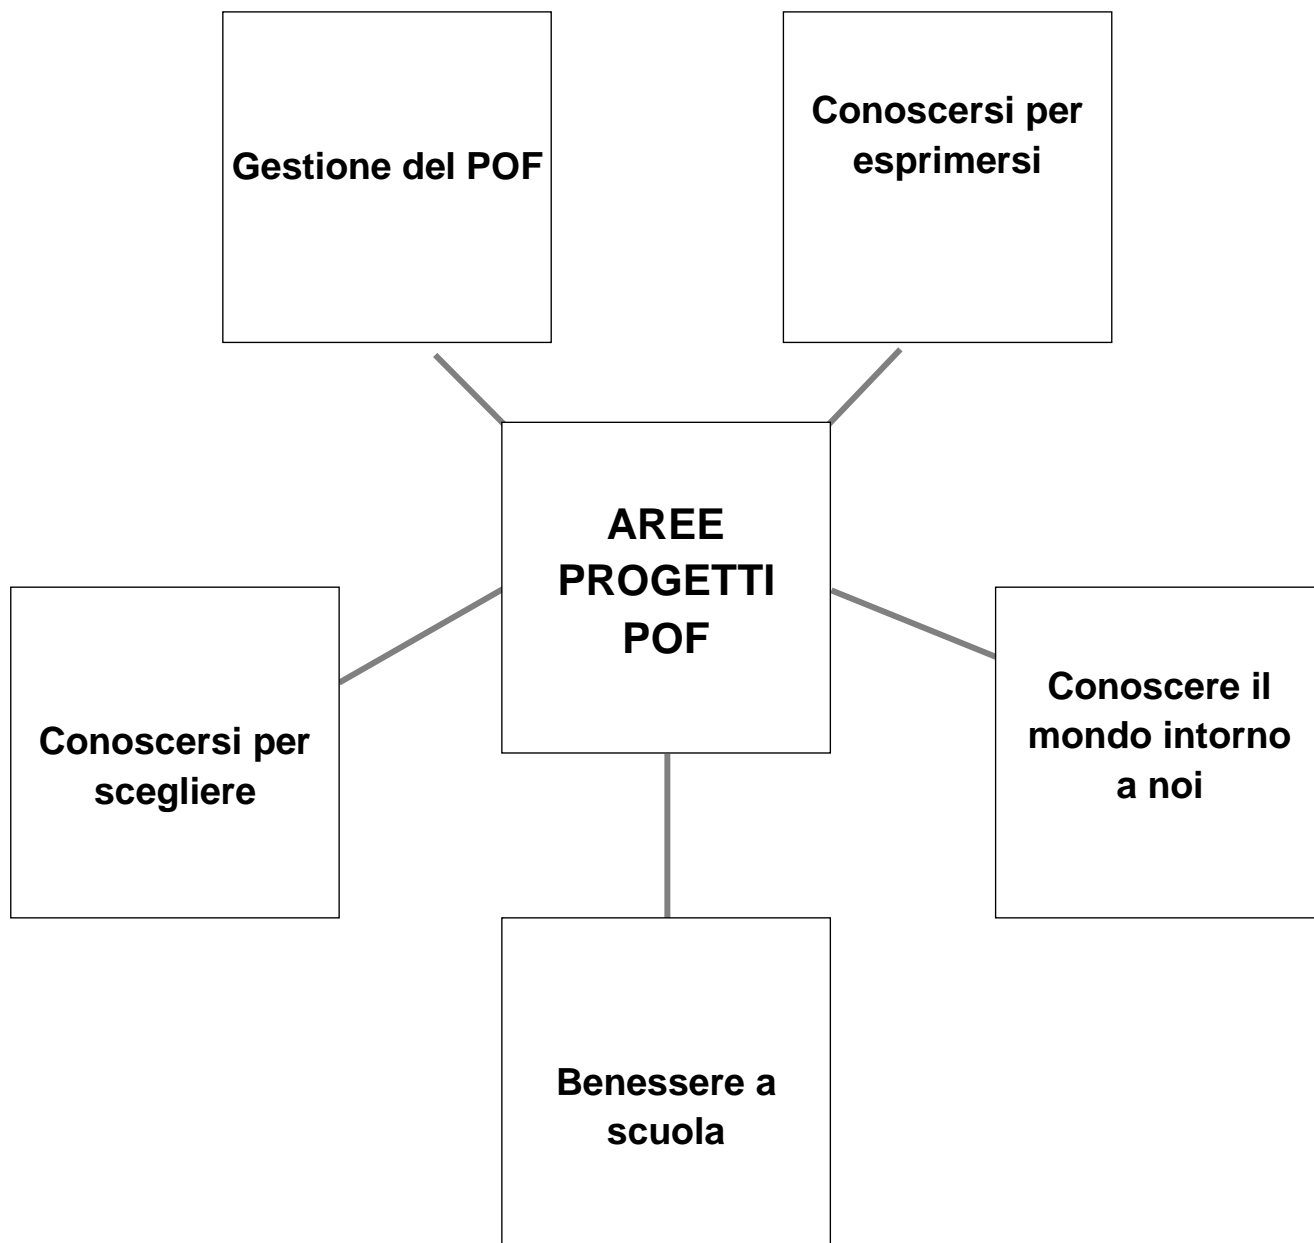 Gestione del POF
Conoscersi per
esprimersi
AREE
PROGETTI
POF
Conoscersi per
scegliere
Conoscere il
mondo intorno
a noi
Benessere a
scuola